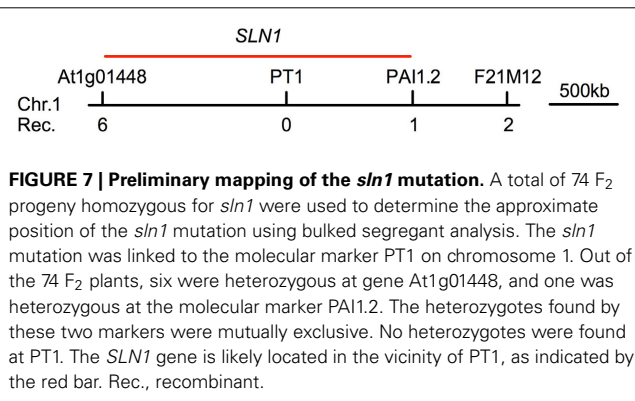 SLN1
At1g01448 PT1 PAI1.2 F21M12
500kb
Chr.1
Rec. 6 0 1 2
FIGURE 7 | Preliminary mapping of the sln1 mutation. A total of 74 F2
progeny homozygous for sln1 were used to determine the approximate
position of the sln1 mutation using bulked segregant analysis. The sln1
mutation was linked to the molecular marker PT1 on chromosome 1. Out of
the 74 F2 plants, six were heterozygous at gene At1g01448, and one was
heterozygous at the molecular marker PAI1.2. The heterozygotes found by
these two markers were mutually exclusive. No heterozygotes were found
at PT1. The SLN1 gene is likely located in the vicinity of PT1, as indicated by
the red bar. Rec., recombinant.